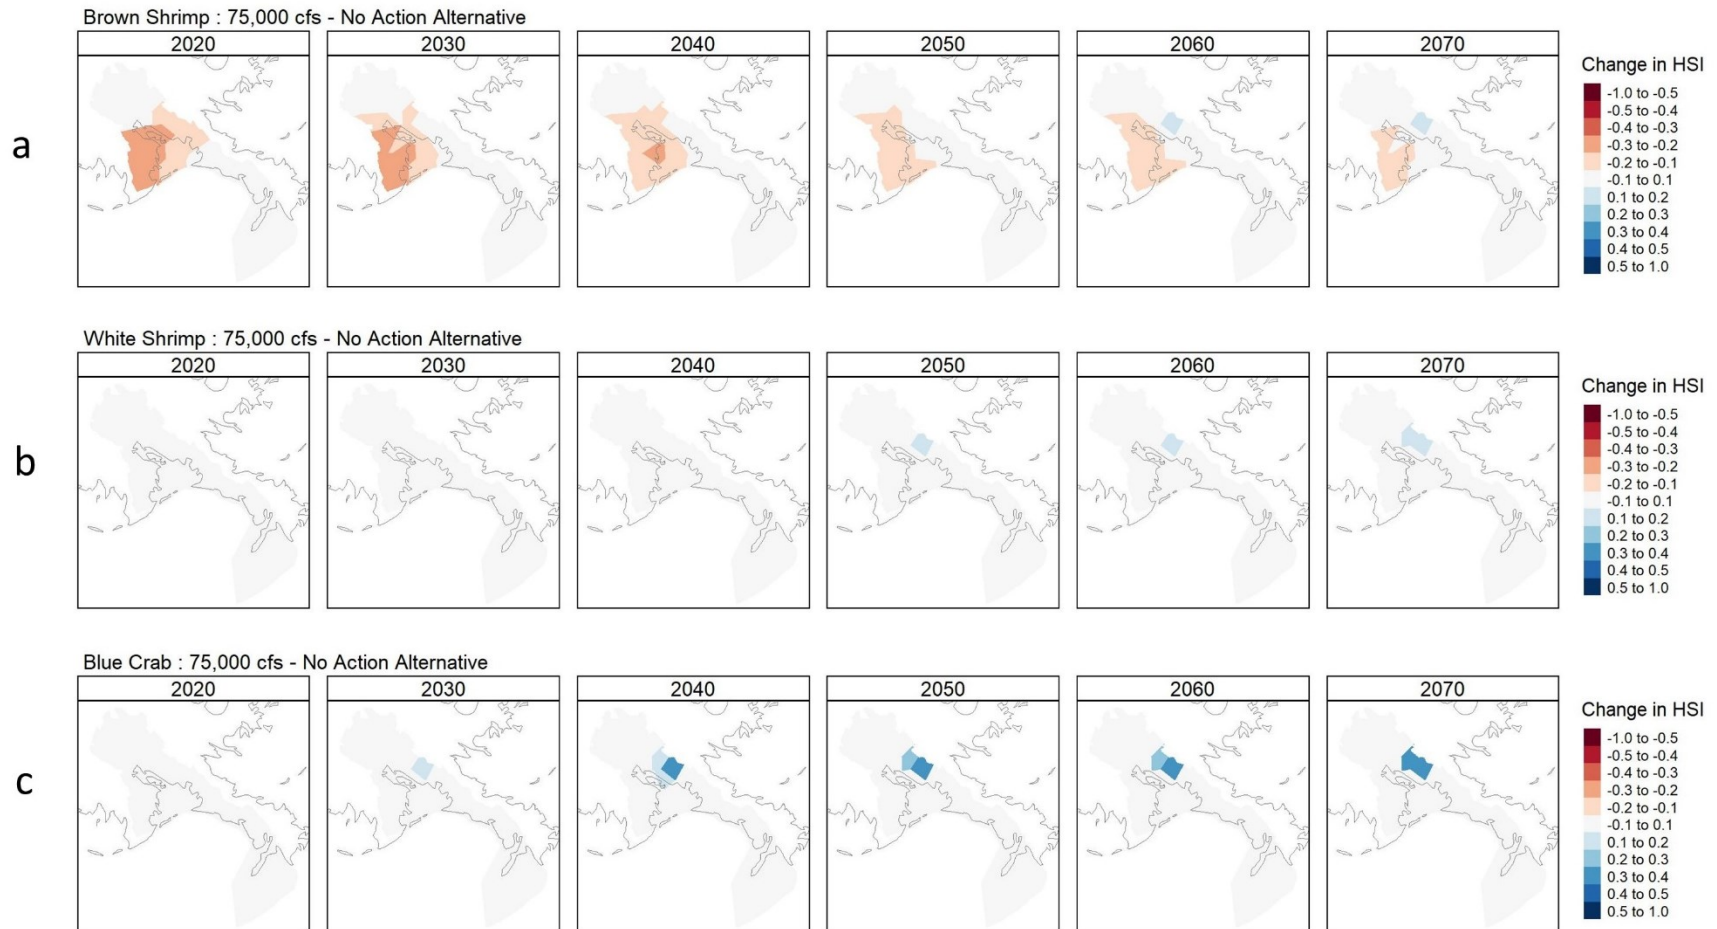 Brown Shrimp : 75,000 cfs - No Action Alternative
2020 2030 2040 2050 2060 2070
a
Change in HSI
-1.0 to -0.5
-0.5 to -0.4
-0.4 to -0.3
-0.3 to -0.2
-0.2 to -0.1
-0.1 to 0.1
0.1 to 0.2
0.2 to 0.3
0.3 to 0.4
0.4 to 0.5
0.5 to 1.0
White Shrimp : 75,000 cfs - No Action Alternative
2020 2030 2040 2050 2060 2070
b
Change in HSI
-1.0 to -0.5
-0.5 to -0.4
-0.4 to -0.3
-0.3 to -0.2
-0.2 to -0.1
-0.1 to 0.1
0.1 to 0.2
0.2 to 0.3
0.3 to 0.4
0.4 to 0.5
0.5 to 1.0
Blue Crab : 75,000 cfs - No Action Alternative
2020 2030 2040 2050 2060 2070
c
Change in HSI
-1.0 to -0.5
-0.5 to -0.4
-0.4 to -0.3
-0.3 to -0.2
-0.2 to -0.1
-0.1 to 0.1
0.1 to 0.2
0.2 to 0.3
0.3 to 0.4
0.4 to 0.5
0.5 to 1.0